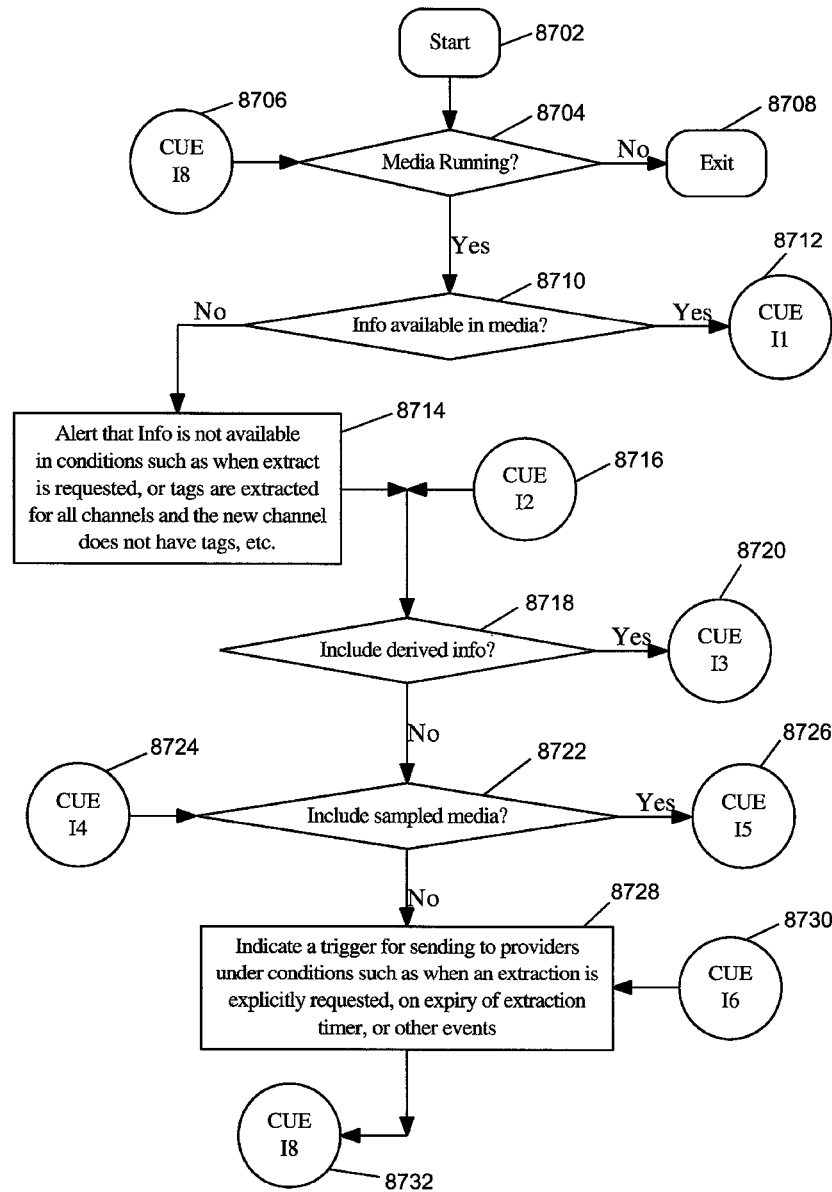 Start
8702
8706
CUE
I8
8704
Media Running?
No
8708
Exit
Yes
8710
Info available in media?
No
Yes
8712
CUE
I1
8714
Alert that Info is not available
in conditions such as when extract
is requested, or tags are extracted
for all channels and the new channel
does not have tags, etc.
CUE
I2
8716
8718
Include derived info?
Yes
8720
CUE
I3
No
8724
CUE
I4
8722
Include sampled media?
Yes
8726
CUE
I5
No
8728
Indicate a trigger for sending to providers
under conditions such as when an extraction is
explicitly requested, on expiry of extraction
timer, or other events
8730
CUE
I6
CUE
I8
8732